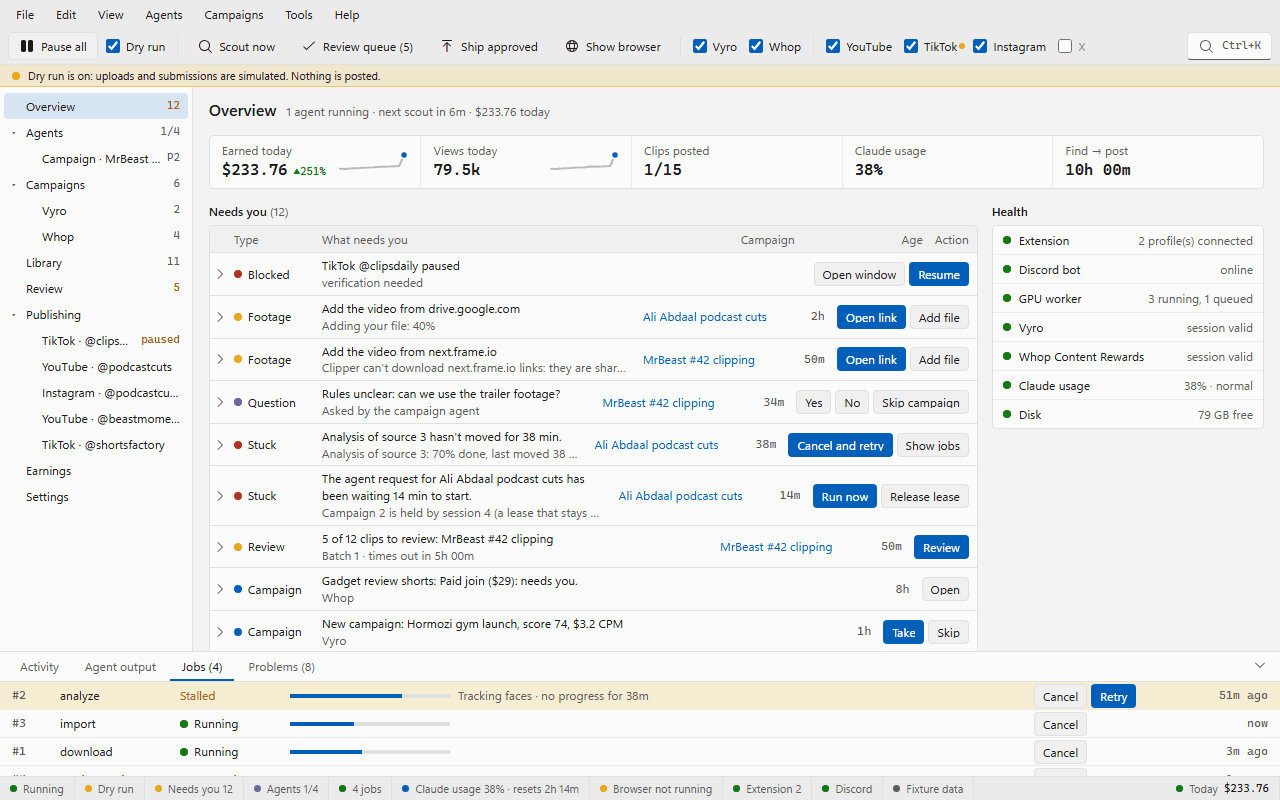 File Edit View Agents Campaigns Tools Help
Pause all Dry run Scout now Review queue (5) Ship approved Show browser Vyro Whop YouTube TikTok Instagram X Ctrl+K
Dry run is on: uploads and submissions are simulated. Nothing is posted.
Overview 12
Agents 1/4
Campaign · MrBeast ... P2
Campaigns 6
Vyro 2
Whop 4
Library 11
Review 5
Publishing
TikTok · @clips... paused
YouTube · @podcastcuts
Instagram · @podcastcu...
YouTube · @beastmome...
TikTok · @shortsfactory
Earnings
Settings
Overview 1 agent running · next scout in 6m · $233.76 today
Earned today
$233.76 ▲251%
Views today
79.5k
Clips posted
1/15
Claude usage
38%
Find → post
10h 00m
Needs you (12)
Type What needs you Campaign Age Action
Blocked TikTok @clipsdaily paused Open window Resume
verification needed
Footage Add the video from drive.google.com Ali Abdaal podcast cuts 2h Open link Add file
Adding your file: 40%
Footage Add the video from next.frame.io MrBeast #42 clipping 50m Open link Add file
Clipper can't download next.frame.io links: they are shar...
Question Rules unclear: can we use the trailer footage? MrBeast #42 clipping 34m Yes No Skip campaign
Asked by the campaign agent
Stuck Analysis of source 3 hasn't moved for 38 min. Ali Abdaal podcast cuts 38m Cancel and retry Show jobs
Analysis of source 3: 70% done, last moved 38 ...
Stuck The agent request for Ali Abdaal podcast cuts has
been waiting 14 min to start. Ali Abdaal podcast cuts 14m Run now Release lease
Campaign 2 is held by session 4 (a lease that stays ...
Review 5 of 12 clips to review: MrBeast #42 clipping MrBeast #42 clipping 50m Review
Batch 1 · times out in 5h 00m
Campaign Gadget review shorts: Paid join ($29): needs you. 8h Open
Whop
Campaign New campaign: Hormozi gym launch, score 74, $3.2 CPM 1h Take Skip
Vyro
Health
Extension 2 profile(s) connected
Discord bot online
GPU worker 3 running, 1 queued
Vyro session valid
Whop Content Rewards session valid
Claude usage 38% · normal
Disk 79 GB free
Activity Agent output Jobs (4) Problems (8)
#2 analyze Stalled Tracking faces · no progress for 38m Cancel Retry 51m ago
#3 import Running Cancel now
#1 download Running Cancel 3m ago
Running Dry run Needs you 12 Agents 1/4 4 jobs Claude usage 38% · resets 2h 14m Browser not running Extension 2 Discord Fixture data Today $233.76